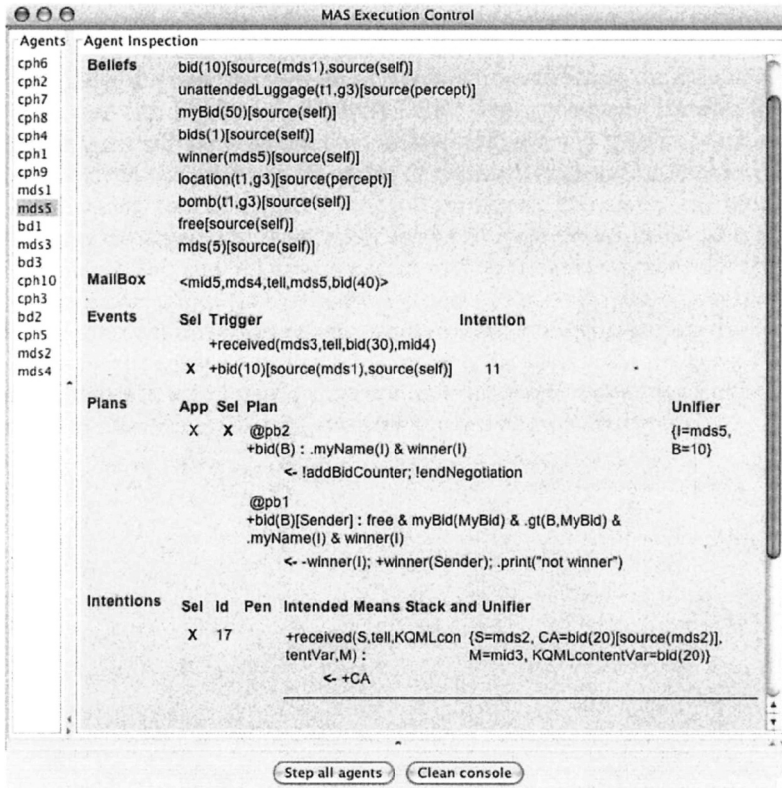 MAS Execution Control
Agents
cph6
cph2
cph7
cph8
cph4
cph1
cph9
mds1
mds5
bd1
mds3
bd3
cph10
cph3
bd2
cph5
mds2
mds4
Agent Inspection
Beliefs
bid(10)[source(mds1),source(self)]
unattendedLuggage(t1,g3)[source(percept)]
myBid(50)[source(self)]
bids(1)[source(self)]
winner(mds5)[source(self)]
location(t1,g3)[source(percept)]
bomb(t1,g3)[source(self)]
free[source(self)]
mds(5)[source(self)]
MailBox <mid5,mds4,tell,mds5,bid(40)>
Events Sel Trigger Intention
+received(mds3,tell,bid(30),mid4)
X +bid(10)[source(mds1),source(self)] 11
Plans App Sel Plan Unifier
X X @pb2 {I=mds5,
+bid(B) : .myName(I) & winner(I) B=10}
<- !addBidCounter; !endNegotiation
@pb1
+bid(B)[Sender] : free & myBid(MyBid) & .gt(B,MyBid) &
.myName(I) & winner(I)
<- -winner(I); +winner(Sender); .print("not winner")
Intentions Sel Id Pen Intended Means Stack and Unifier
X 17 +received(S,tell,KQMLcon {S=mds2, CA=bid(20)[source(mds2)],
tentVar,M) : M=mid3, KQMLcontentVar=bid(20)}
<- +CA
Step all agents Clean console